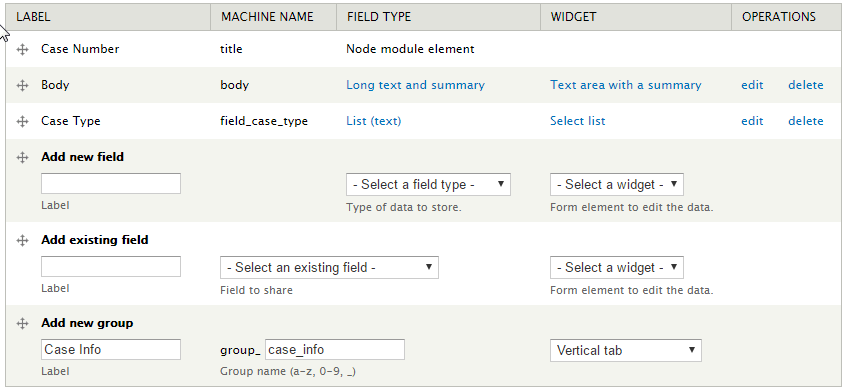 LABEL MACHINE NAME FIELD TYPE WIDGET OPERATIONS
Case Number title Node module element
Body body Long text and summary Text area with a summary edit delete
Case Type field_case_type List (text) Select list edit delete
Add new field
- Select a field type - - Select a widget -
Label Type of data to store. Form element to edit the data.
Add existing field
- Select an existing field - - Select a widget -
Label Field to share Form element to edit the data.
Add new group
Case Info group_ case_info Vertical tab
Label Group name (a-z, 0-9, _)